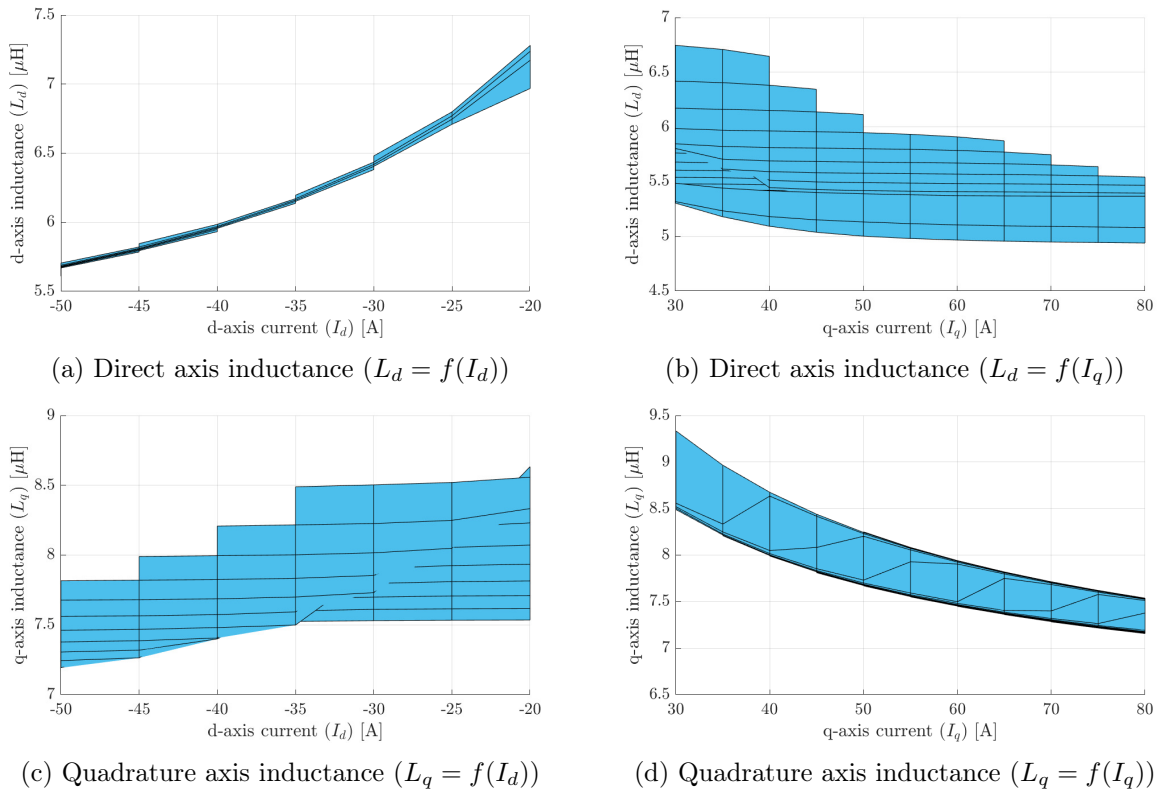 7.5
7
6.5
6
5.5
d-axis inductance (L_d) [μH]
-50 -45 -40 -35 -30 -25 -20
d-axis current (I_d) [A]
(a) Direct axis inductance (L_d = f(I_d))
7
6.5
6
5.5
5
4.5
d-axis inductance (L_d) [μH]
30 40 50 60 70 80
q-axis current (I_q) [A]
(b) Direct axis inductance (L_d = f(I_q))
9
8.5
8
7.5
7
q-axis inductance (L_q) [μH]
-50 -45 -40 -35 -30 -25 -20
d-axis current (I_d) [A]
(c) Quadrature axis inductance (L_q = f(I_d))
9.5
9
8.5
8
7.5
7
6.5
q-axis inductance (L_q) [μH]
30 40 50 60 70 80
q-axis current (I_q) [A]
(d) Quadrature axis inductance (L_q = f(I_q))